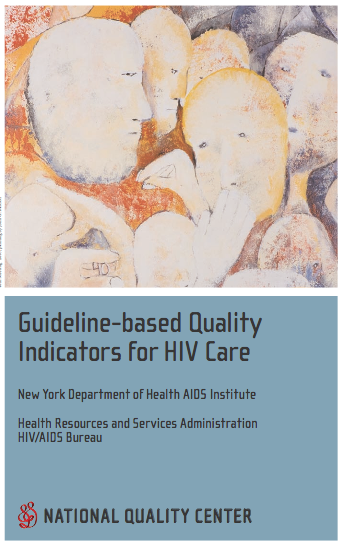 Guideline-based Quality
Indicators for HIV Care
New York Department of Health AIDS Institute
Health Resources and Services Administration
HIV/AIDS Bureau
NATIONAL QUALITY CENTER